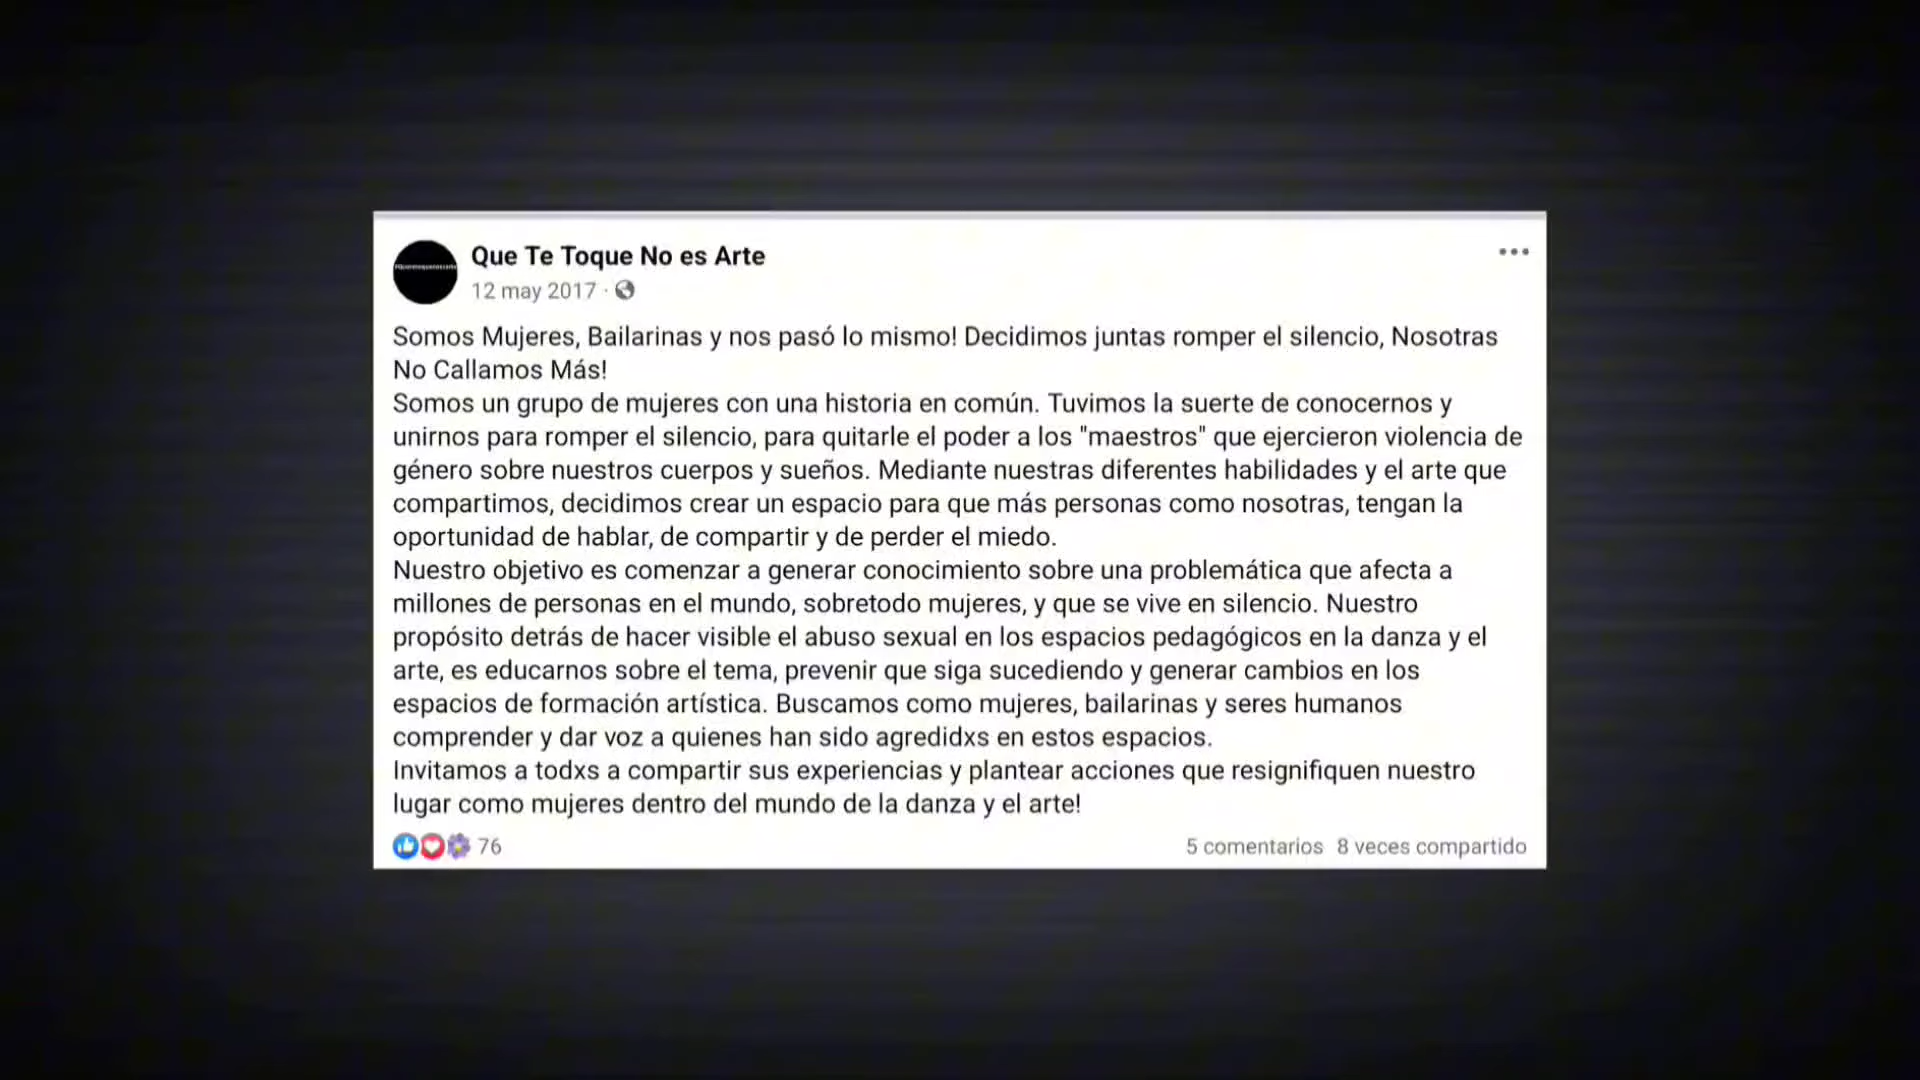 Que Te Toque No es Arte
12 may 2017 ·
Somos Mujeres, Bailarinas y nos pasó lo mismo! Decidimos juntas romper el silencio, Nosotras
No Callamos Más!
Somos un grupo de mujeres con una historia en común. Tuvimos la suerte de conocernos y
unirnos para romper el silencio, para quitarle el poder a los "maestros" que ejercieron violencia de
género sobre nuestros cuerpos y sueños. Mediante nuestras diferentes habilidades y el arte que
compartimos, decidimos crear un espacio para que más personas como nosotras, tengan la
oportunidad de hablar, de compartir y de perder el miedo.
Nuestro objetivo es comenzar a generar conocimiento sobre una problemática que afecta a
millones de personas en el mundo, sobretodo mujeres, y que se vive en silencio. Nuestro
propósito detrás de hacer visible el abuso sexual en los espacios pedagógicos en la danza y el
arte, es educarnos sobre el tema, prevenir que siga sucediendo y generar cambios en los
espacios de formación artística. Buscamos como mujeres, bailarinas y seres humanos
comprender y dar voz a quienes han sido agredidxs en estos espacios.
Invitamos a todxs a compartir sus experiencias y plantear acciones que resignifiquen nuestro
lugar como mujeres dentro del mundo de la danza y el arte!
76 5 comentarios 8 veces compartido